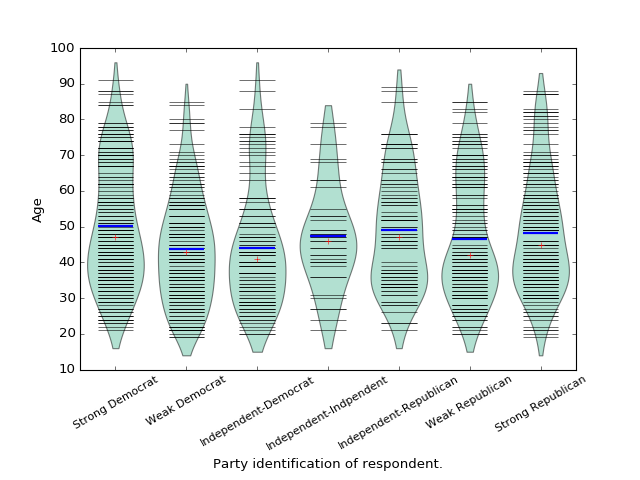 100
90
80
70
60
50
40
30
20
10
Age
Strong Democrat
Weak Democrat
Independent-Democrat
Independent-Indpendent
Independent-Republican
Weak Republican
Strong Republican
Party identification of respondent.